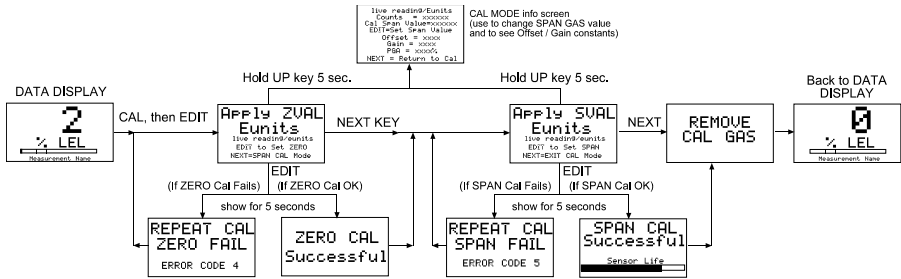 live reading/Eunits
Counts = xxxxxx
Cal Span Value=xxxxxx
EDIT=Set Span Value
Offset = xxxx
Gain = xxxx
PGA = xxxx%
NEXT = Return to Cal
CAL MODE info screen
(use to change SPAN GAS value
and to see Offset / Gain constants)
Hold UP key 5 sec.
Hold UP key 5 sec.
DATA DISPLAY
2
% LEL
Measurement Name
CAL, then EDIT
Apply ZVAL
Eunits
live reading/eunits
EDIT to Set ZERO
NEXT=SPAN CAL Mode
NEXT KEY
Apply SVAL
Eunits
live reading/eunits
EDIT to Set SPAN
NEXT=EXIT CAL Mode
NEXT
REMOVE
CAL GAS
Back to DATA
DISPLAY
0
% LEL
Measurement Name
EDIT
(If ZERO Cal Fails)
(If ZERO Cal OK)
show for 5 seconds
REPEAT CAL
ZERO FAIL
ERROR CODE 4
ZERO CAL
Successful
EDIT
(If SPAN Cal Fails)
(If SPAN Cal OK)
show for 5 seconds
REPEAT CAL
SPAN FAIL
ERROR CODE 5
SPAN CAL
Successful
Sensor Life